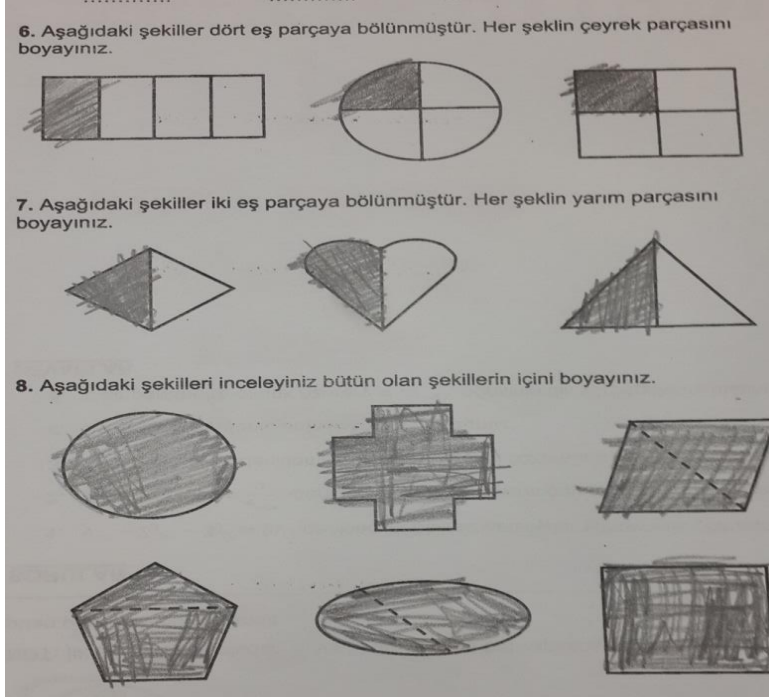 6. Aşağıdaki şekiller dört eş parçaya bölünmüştür. Her şeklin çeyrek parçasını
boyayınız.
7. Aşağıdaki şekiller iki eş parçaya bölünmüştür. Her şeklin yarım parçasını
boyayınız.
8. Aşağıdaki şekilleri inceleyiniz bütün olan şekillerin içini boyayınız.